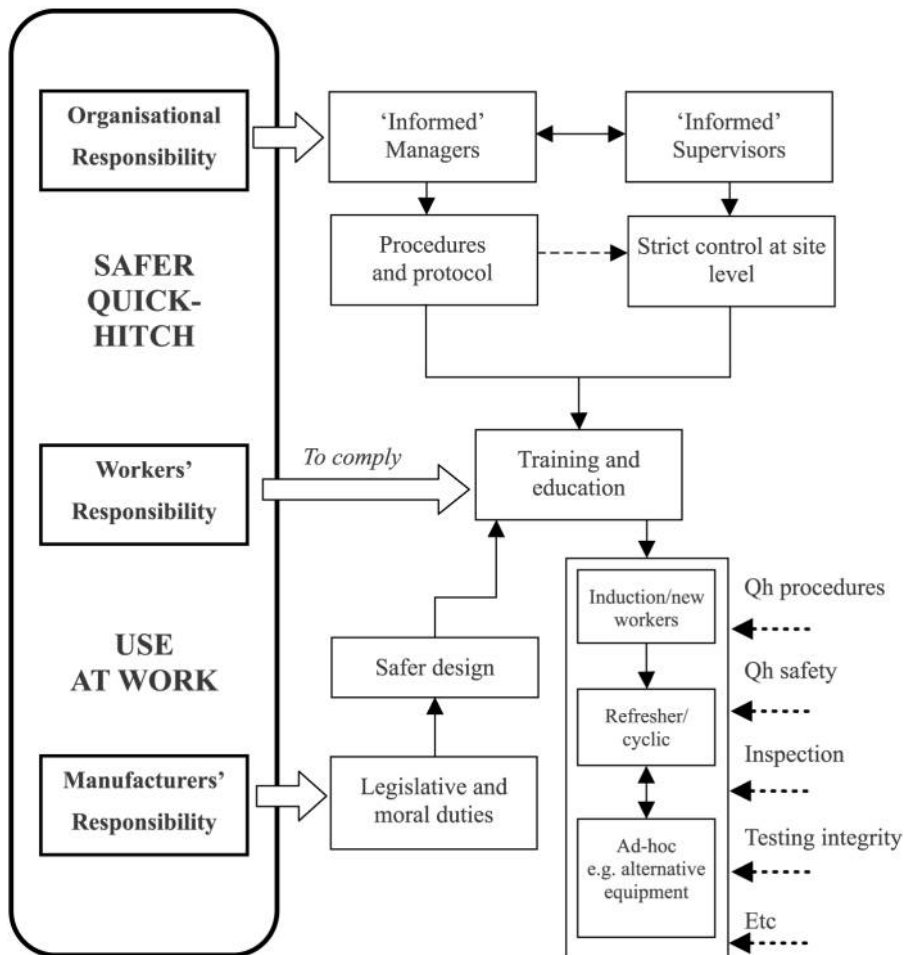 Organisational
Responsibility
‘Informed’
Managers
‘Informed’
Supervisors
SAFER
QUICK-
HITCH
Procedures
and protocol
Strict control at site
level
Workers’
Responsibility
To comply
Training and
education
USE
AT WORK
Safer design
Induction/new
workers
Qh procedures
Refresher/
cyclic
Qh safety
Manufacturers’
Responsibility
Legislative and
moral duties
Inspection
Ad-hoc
e.g. alternative
equipment
Testing integrity
Etc